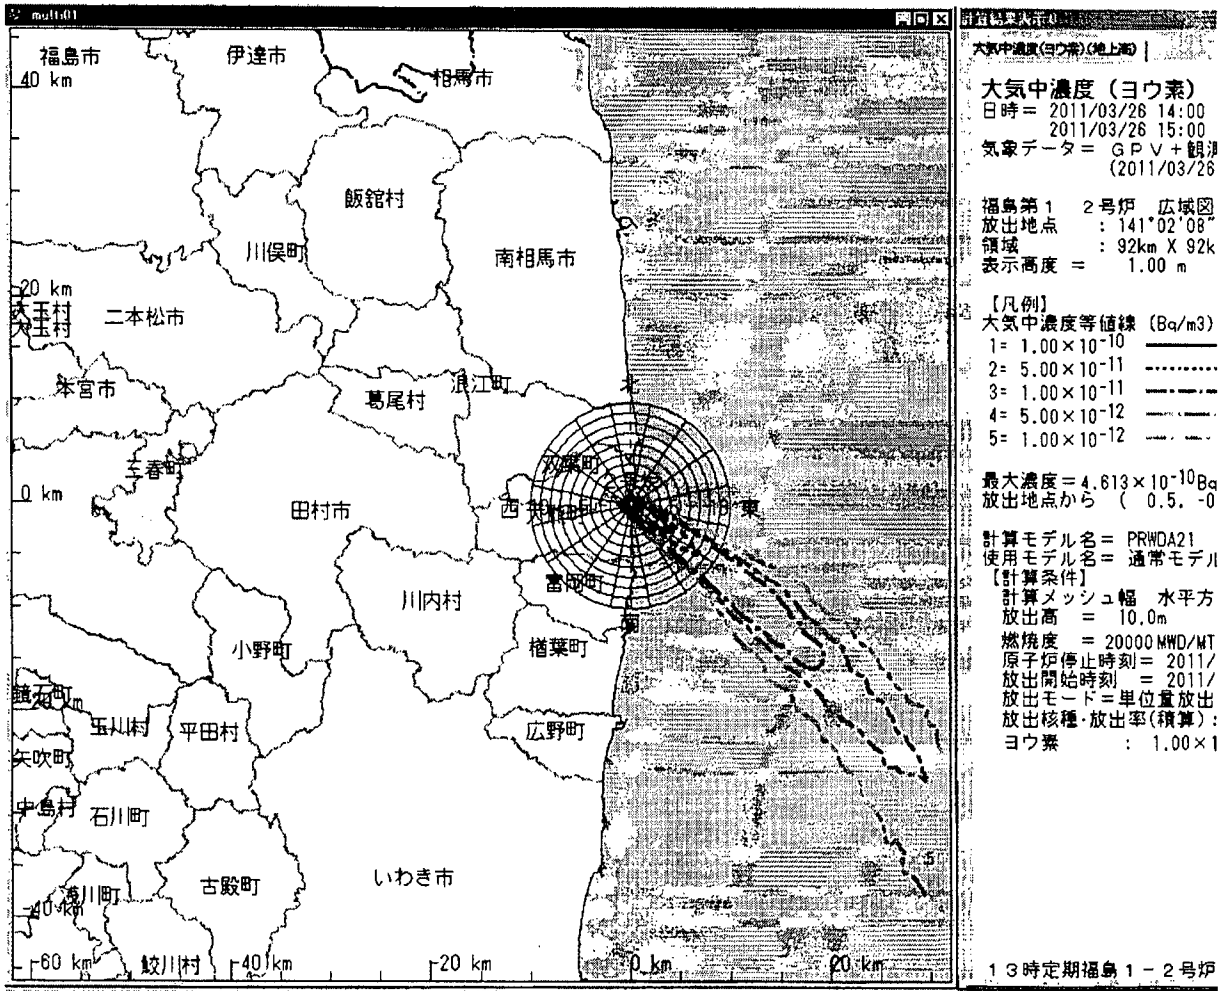 multi01
福島市
伊達市
相馬市
40 km
飯舘村
川俣町
南相馬市
20 km
大玉村
大玉村
二本松市
本宮市
浪江町
葛尾村
北
三春町
双葉町
0 km
田村市
西
東
富岡町
川内村
南
小野町
楢葉町
鏡石町
玉川村
平田村
広野町
矢吹町
中島村
石川町
浅川町
古殿町
いわき市
-40 km
5
-60 km
鮫川村
-40 km
-20 km
0 km
20 km
計算結果表示:0
大気中濃度(ヨウ素)(地上高)
大気中濃度(ヨウ素)
日時= 2011/03/26 14:00
2011/03/26 15:00
気象データ= GPV+観測
(2011/03/26
福島第1 2号炉 広域図
放出地点 : 141°02'08"
領域 : 92km X 92k
表示高度 = 1.00 m
【凡例】
大気中濃度等値線 (Bq/m3)
1= 1.00×10-10
2= 5.00×10-11
3= 1.00×10-11
4= 5.00×10-12
5= 1.00×10-12
最大濃度=4.613×10-10Bq
放出地点から ( 0.5, -0
計算モデル名= PRWDA21
使用モデル名= 通常モデル
【計算条件】
計算メッシュ幅 水平方
放出高 = 10.0m
燃焼度 = 20000MWD/MT
原子炉停止時刻= 2011/
放出開始時刻 = 2011/
放出モード=単位量放出
放出核種・放出率(積算):
ヨウ素 : 1.00×1
13時定期福島1-2号炉